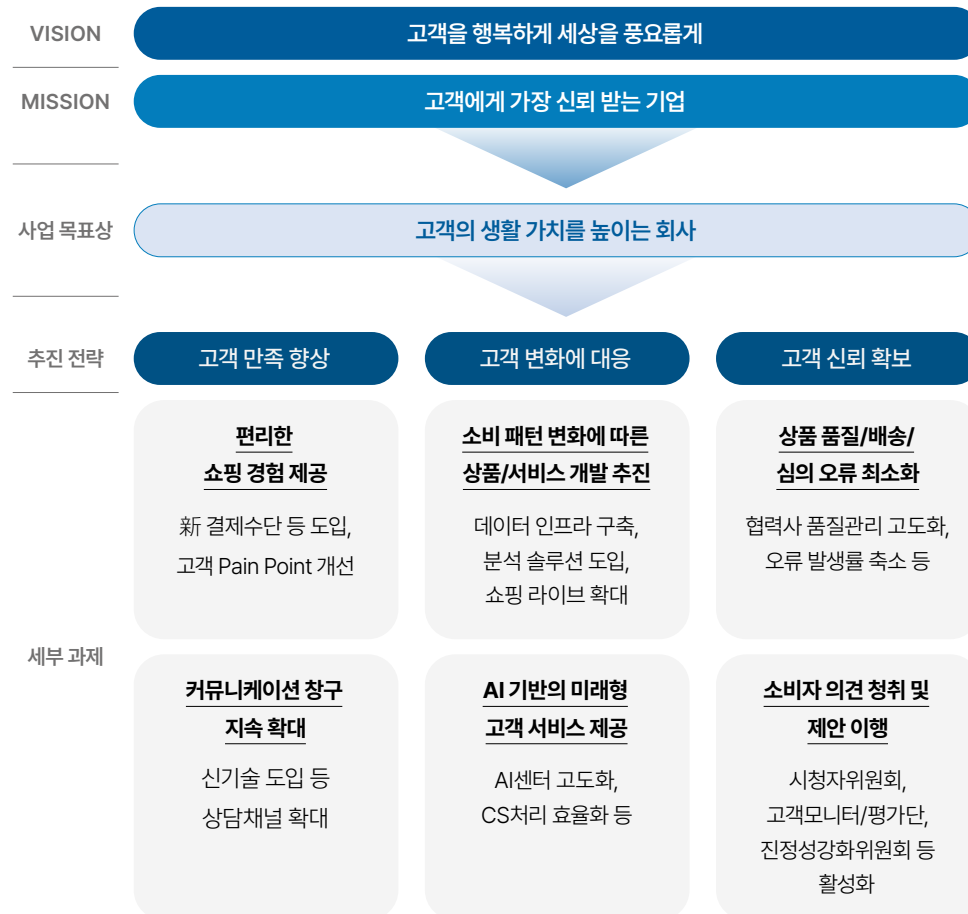 VISION
고객을 행복하게 세상을 풍요롭게
MISSION
고객에게 가장 신뢰 받는 기업
사업 목표상
고객의 생활 가치를 높이는 회사
추진 전략
고객 만족 향상
고객 변화에 대응
고객 신뢰 확보
세부 과제
편리한
쇼핑 경험 제공
新 결제수단 등 도입,
고객 Pain Point 개선
소비 패턴 변화에 따른
상품/서비스 개발 추진
데이터 인프라 구축,
분석 솔루션 도입,
쇼핑 라이브 확대
상품 품질/배송/
심의 오류 최소화
협력사 품질관리 고도화,
오류 발생률 축소 등
커뮤니케이션 창구
지속 확대
신기술 도입 등
상담채널 확대
AI 기반의 미래형
고객 서비스 제공
AI센터 고도화,
CS처리 효율화 등
소비자 의견 청취 및
제안 이행
시청자위원회,
고객모니터/평가단,
진정성강화위원회 등
활성화